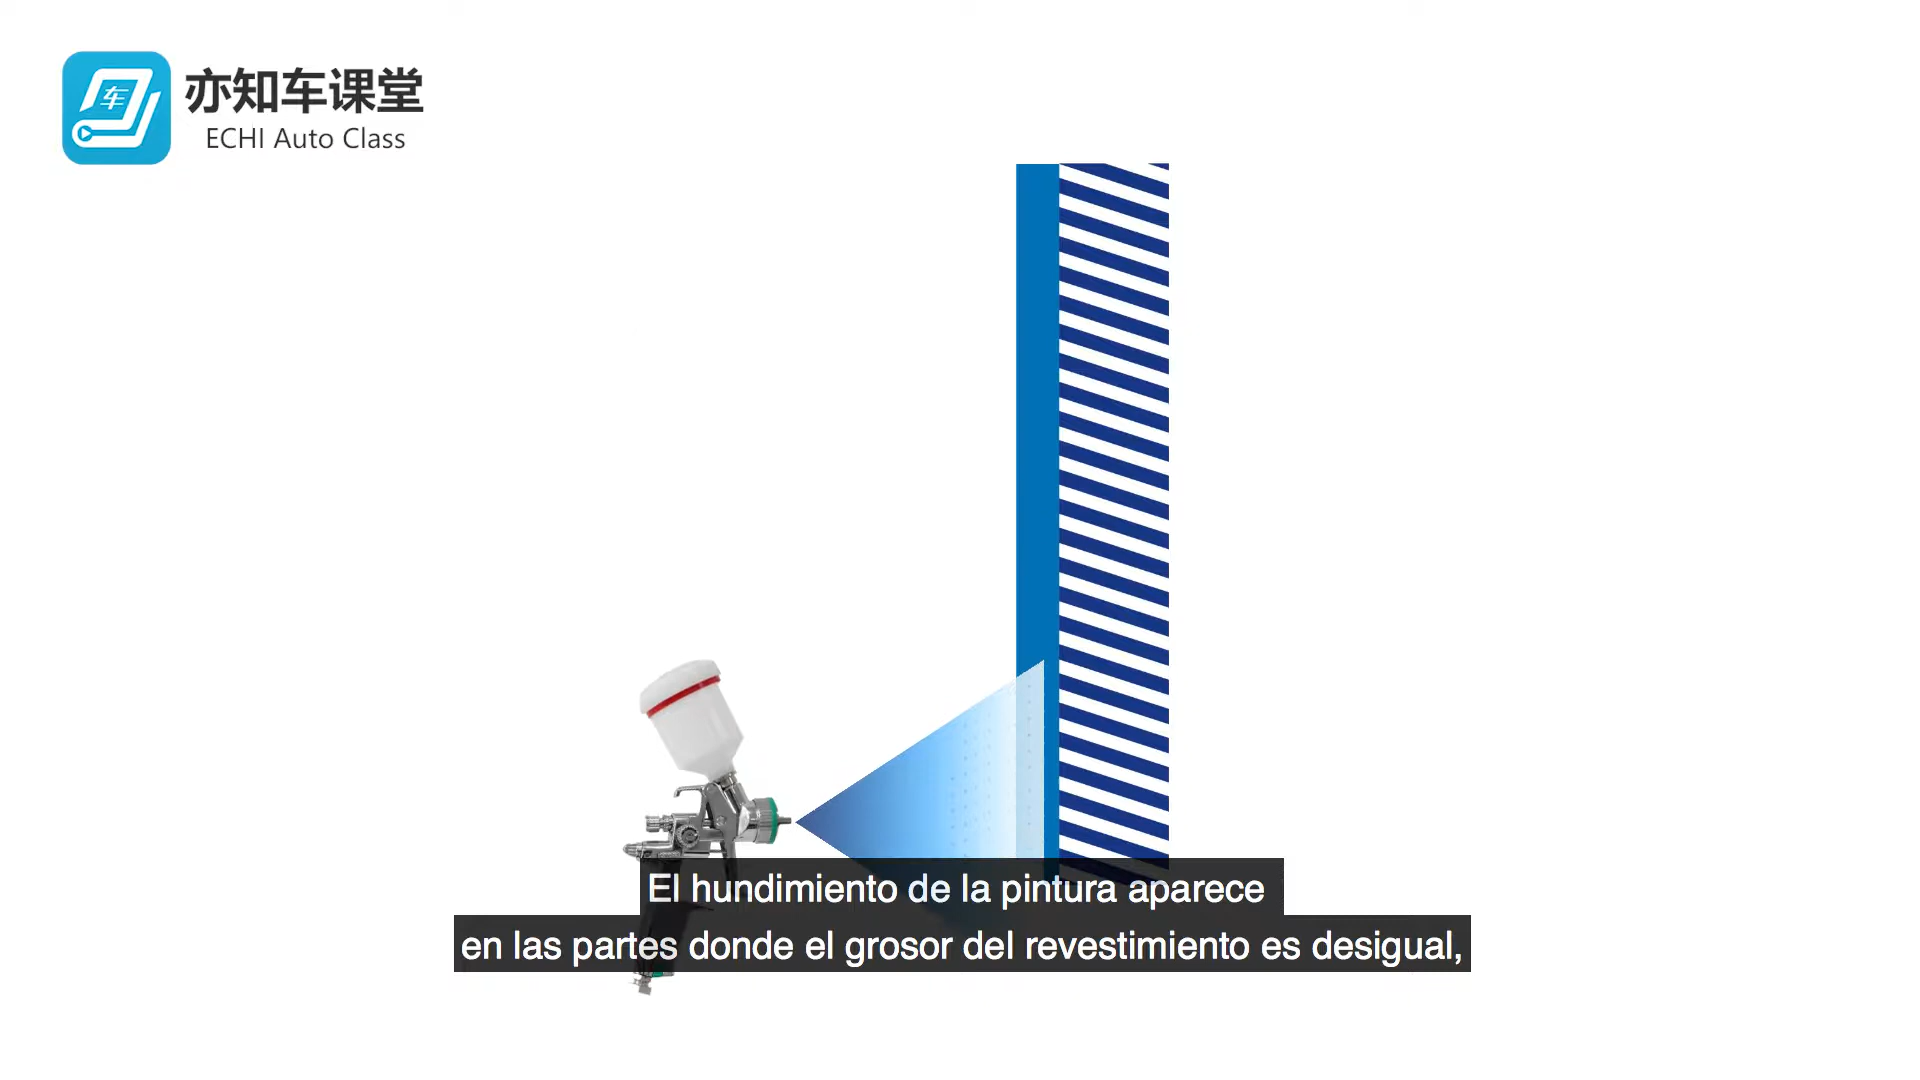 车
亦知车课堂
ECHI Auto Class
El hundimiento de la pintura aparece
en las partes donde el grosor del revestimiento es desigual,